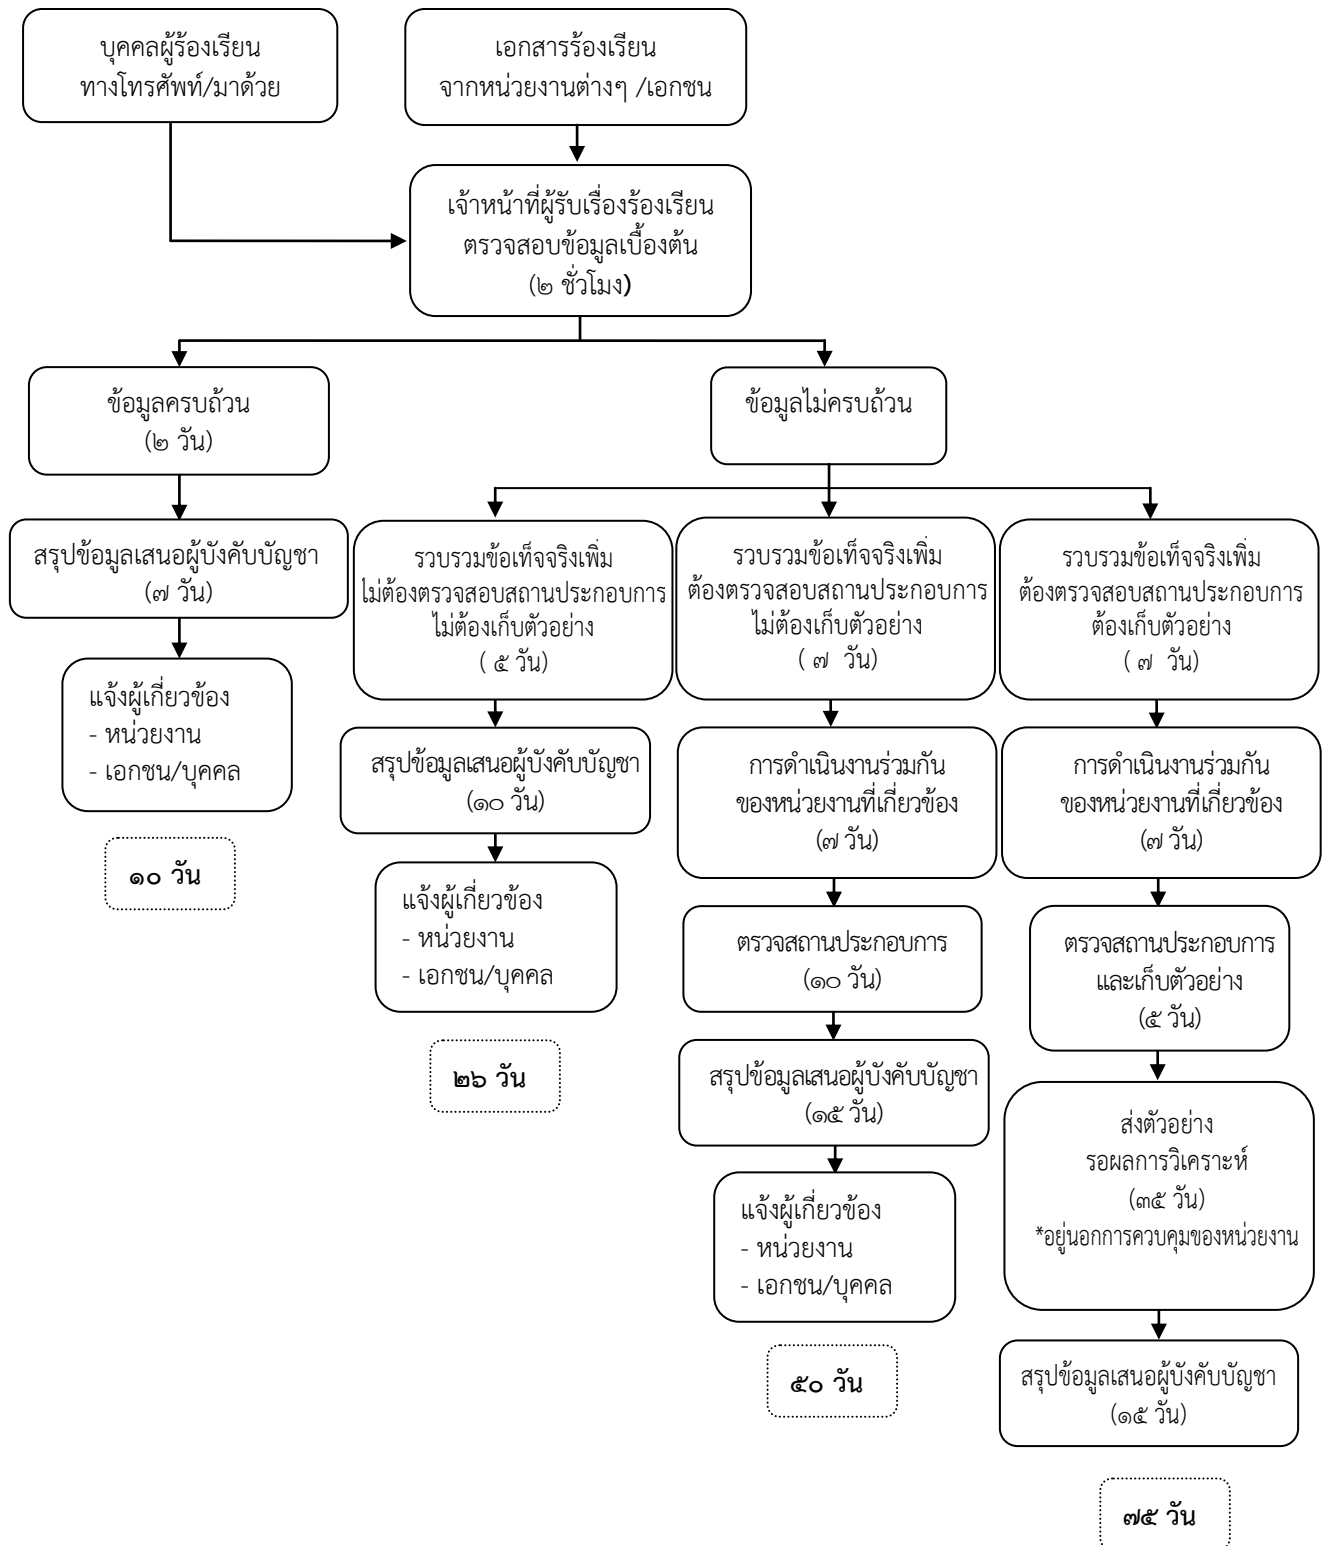 บุคคลผู้ร้องเรียน
ทางโทรศัพท์/มาด้วย
เอกสารร้องเรียน
จากหน่วยงานต่างๆ /เอกชน
เจ้าหน้าที่ผู้รับเรื่องร้องเรียน
ตรวจสอบข้อมูลเบื้องต้น
(๒ ชั่วโมง)
ข้อมูลครบถ้วน
(๒ วัน)
ข้อมูลไม่ครบถ้วน
สรุปข้อมูลเสนอผู้บังคับบัญชา
(๗ วัน)
แจ้งผู้เกี่ยวข้อง
- หน่วยงาน
- เอกชน/บุคคล
๑๐ วัน
รวบรวมข้อเท็จจริงเพิ่ม
ไม่ต้องตรวจสอบสถานประกอบการ
ไม่ต้องเก็บตัวอย่าง
( ๕ วัน)
สรุปข้อมูลเสนอผู้บังคับบัญชา
(๑๐ วัน)
แจ้งผู้เกี่ยวข้อง
- หน่วยงาน
- เอกชน/บุคคล
๒๖ วัน
รวบรวมข้อเท็จจริงเพิ่ม
ต้องตรวจสอบสถานประกอบการ
ไม่ต้องเก็บตัวอย่าง
( ๗ วัน)
การดำเนินงานร่วมกัน
ของหน่วยงานที่เกี่ยวข้อง
(๗ วัน)
ตรวจสถานประกอบการ
(๑๐ วัน)
สรุปข้อมูลเสนอผู้บังคับบัญชา
(๑๕ วัน)
แจ้งผู้เกี่ยวข้อง
- หน่วยงาน
- เอกชน/บุคคล
๕๐ วัน
รวบรวมข้อเท็จจริงเพิ่ม
ต้องตรวจสอบสถานประกอบการ
ต้องเก็บตัวอย่าง
( ๗ วัน)
การดำเนินงานร่วมกัน
ของหน่วยงานที่เกี่ยวข้อง
(๗ วัน)
ตรวจสถานประกอบการ
และเก็บตัวอย่าง
(๕ วัน)
ส่งตัวอย่าง
รอผลการวิเคราะห์
(๓๕ วัน)
*อยู่นอกการควบคุมของหน่วยงาน
สรุปข้อมูลเสนอผู้บังคับบัญชา
(๑๕ วัน)
๗๕ วัน